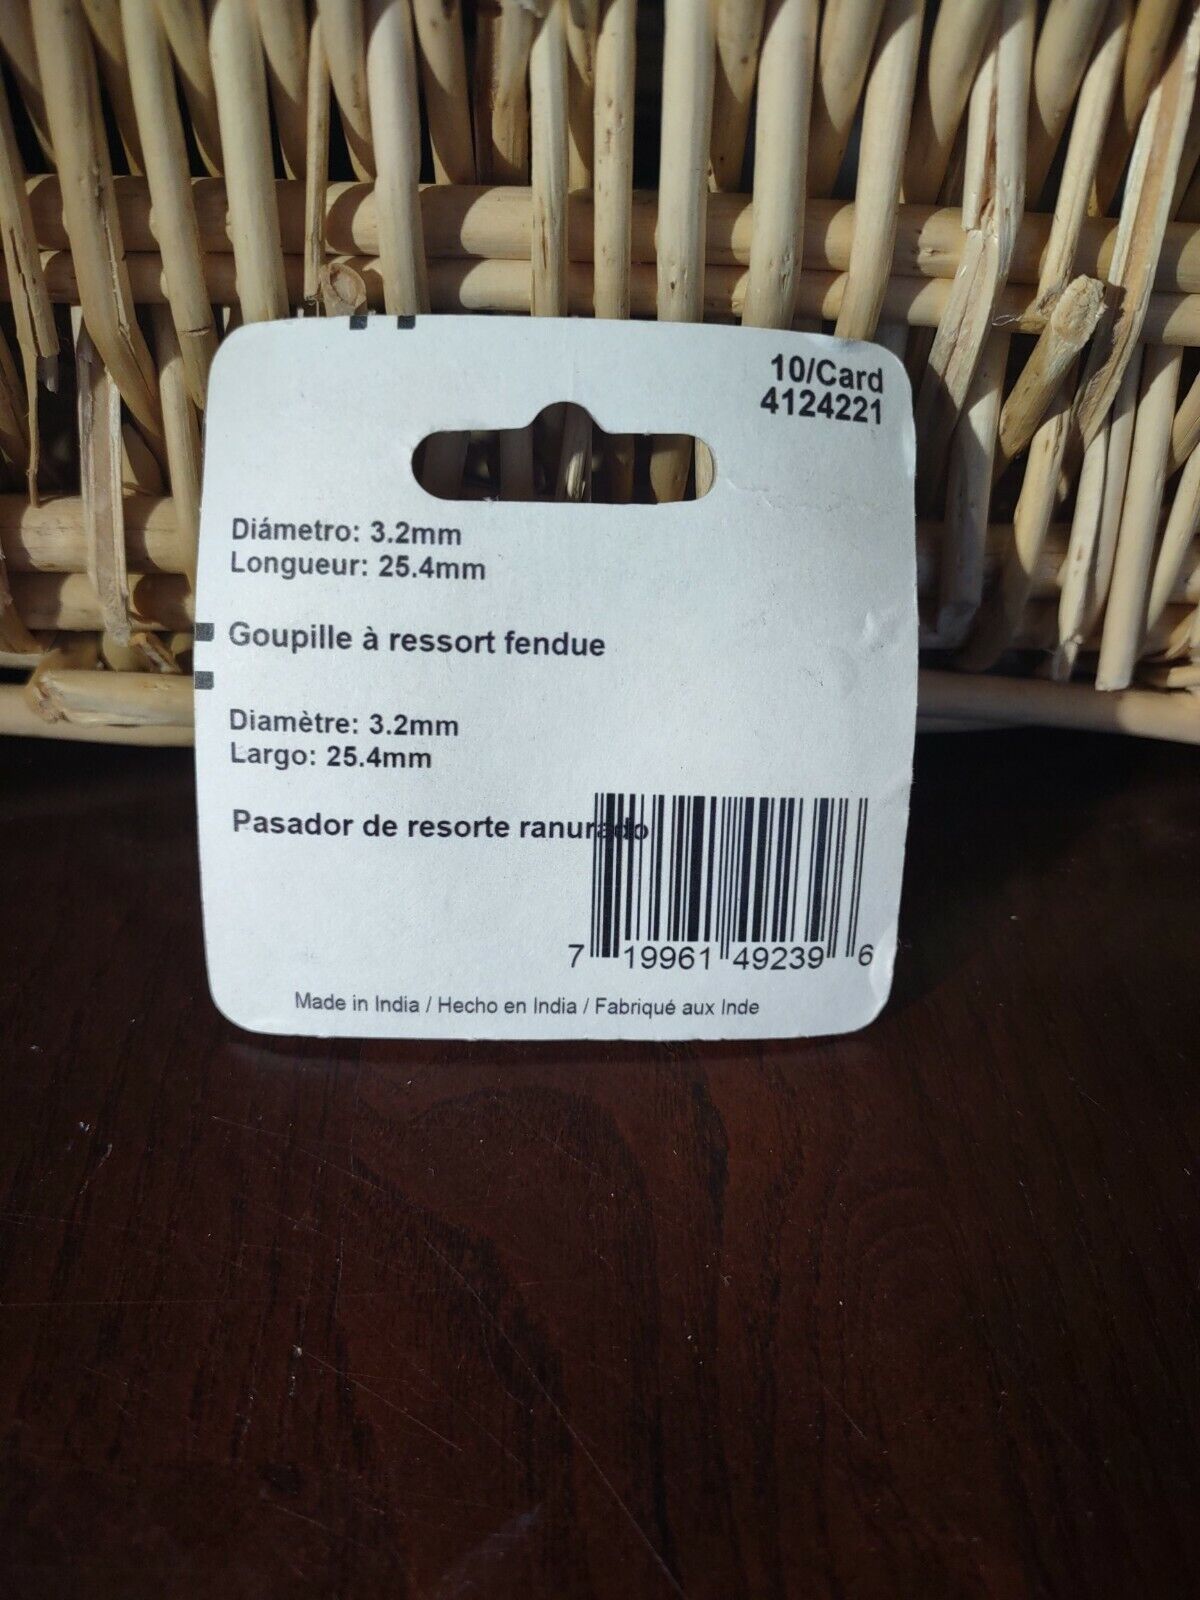 10/Card
4124221
Diámetro: 3.2mm
Longueur: 25.4mm
Goupille à ressort fendue
Diamètre: 3.2mm
Largo: 25.4mm
Pasador de resorte ranurado
7 19961 49239 6
Made in India / Hecho en India / Fabriqué aux Inde